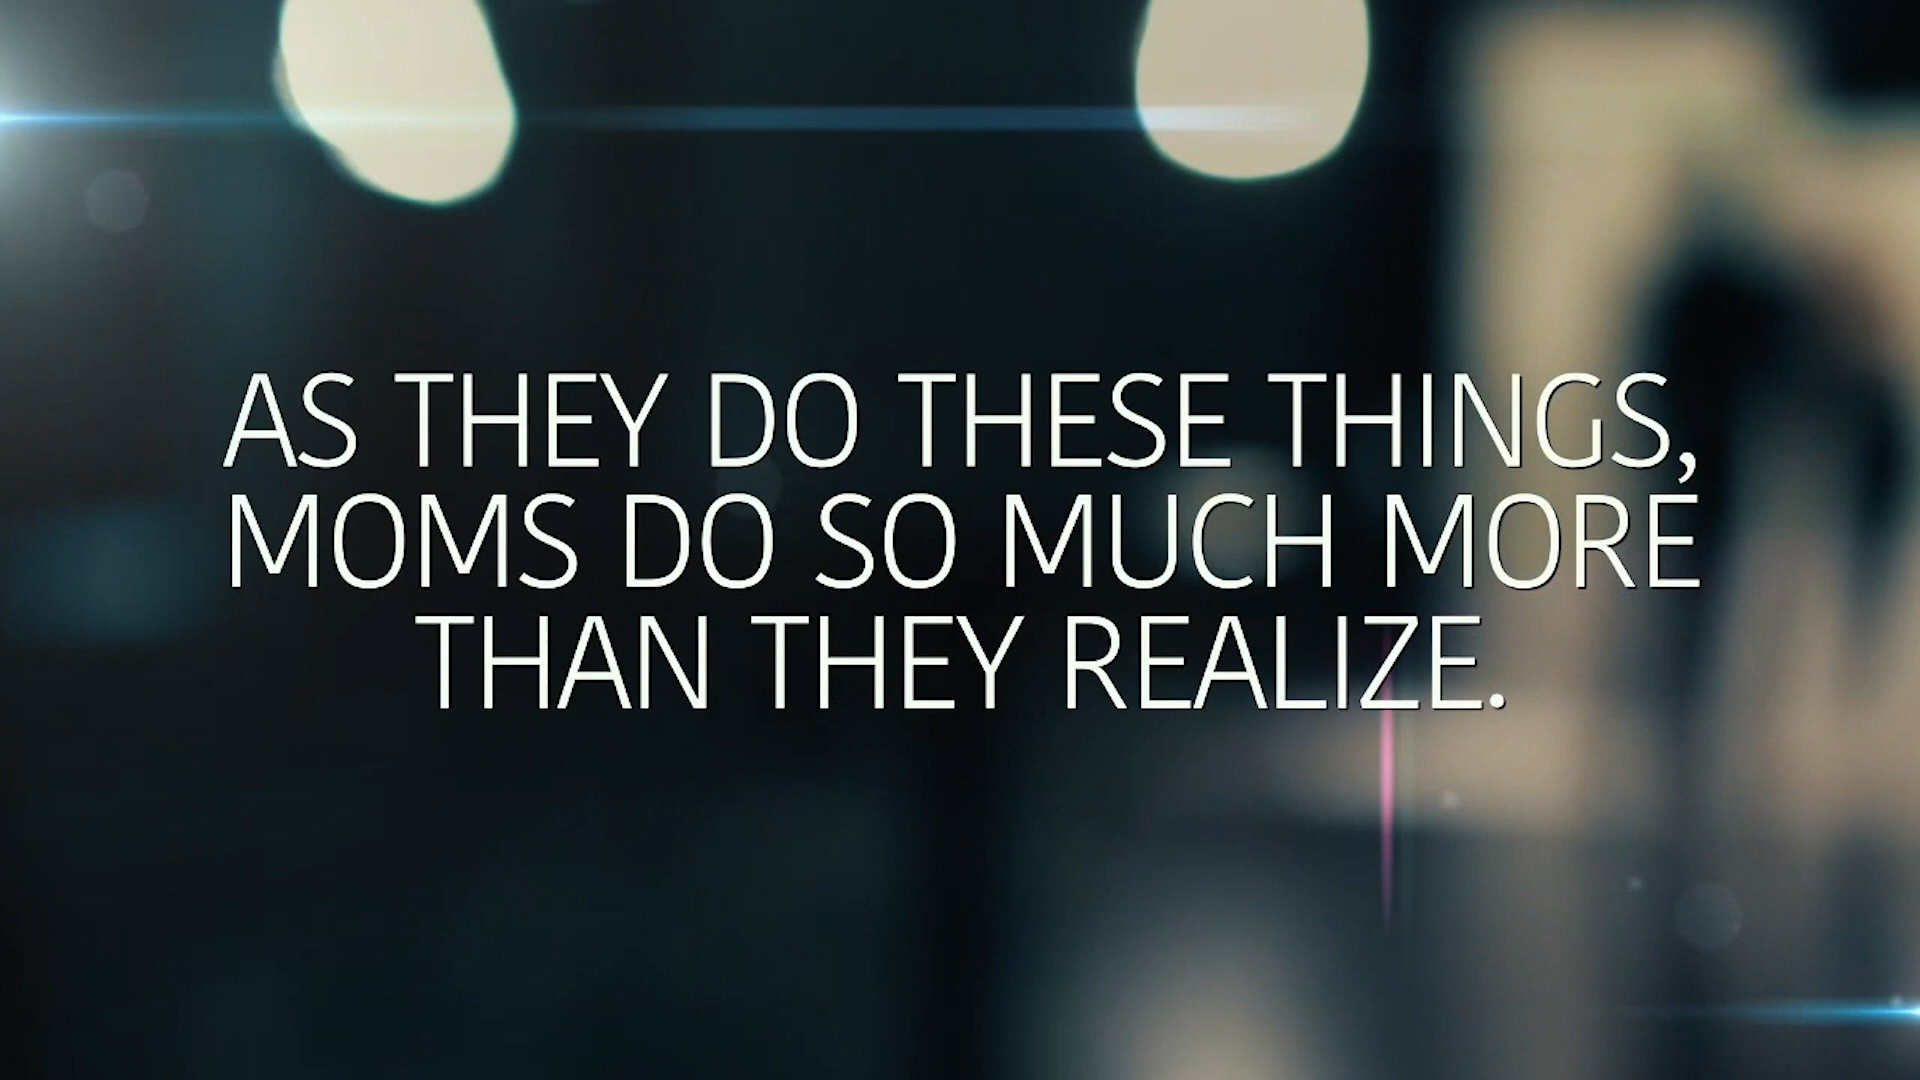 AS THEY DO THESE THINGS,
MOMS DO SO MUCH MORE
THAN THEY REALIZE.